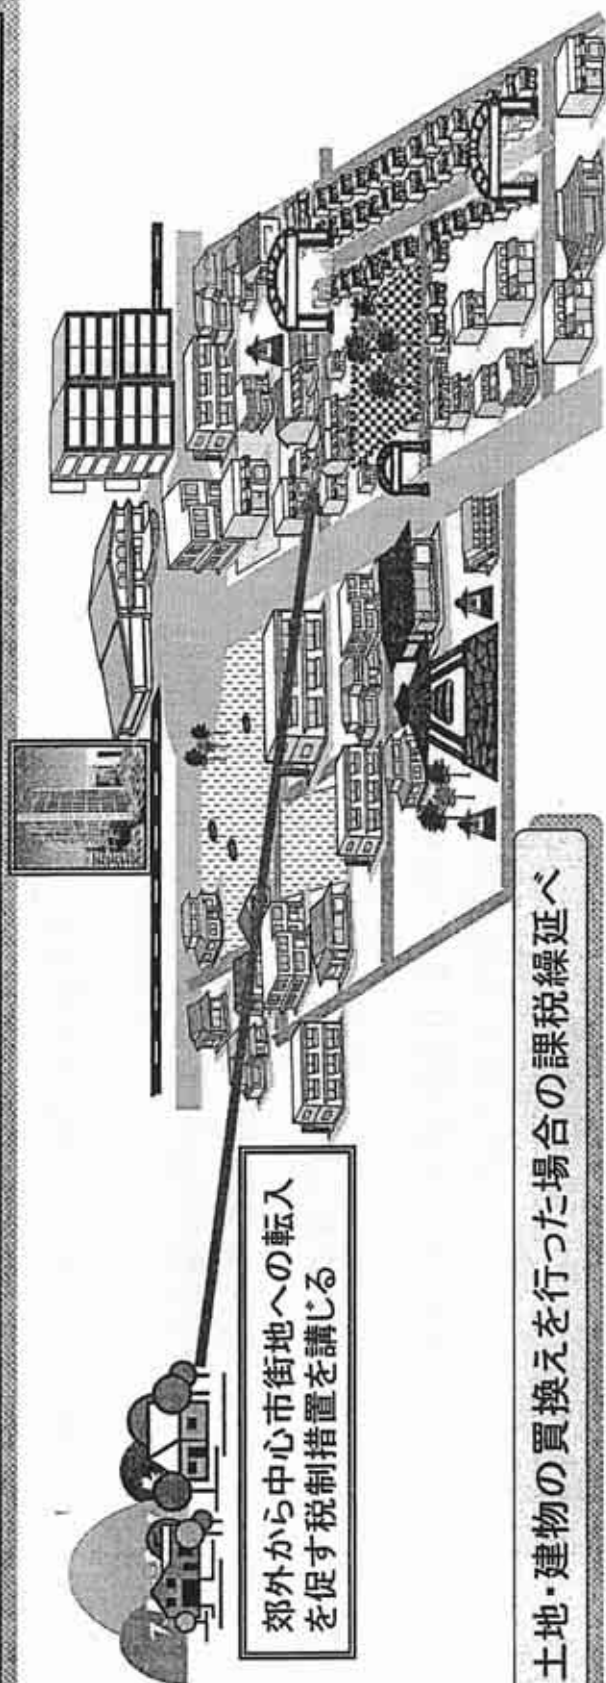 郊外から中心市街地への転入
を促す税制措置を講じる
土地・建物の買換えを行った場合の課税繰延べ